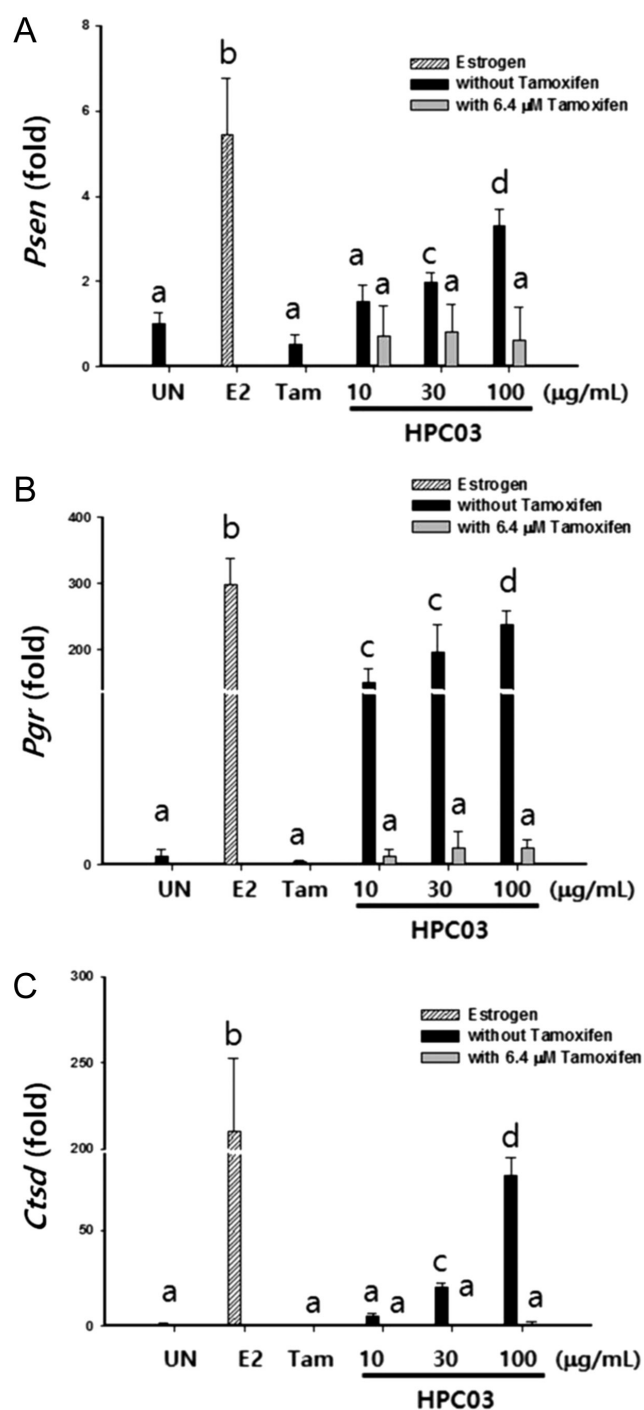 A
Psen (fold)
8
6
4
2
0
Estrogen
without Tamoxifen
with 6.4 µM Tamoxifen
a
b
a
a
a
c
a
d
a
UN E2 Tam 10 30 100 (µg/mL)
HPC03
B
Pgr (fold)
400
300
200
0
Estrogen
without Tamoxifen
with 6.4 µM Tamoxifen
a
b
a
c
a
c
a
d
a
UN E2 Tam 10 30 100 (µg/mL)
HPC03
C
Ctsd (fold)
300
250
200
50
0
Estrogen
without Tamoxifen
with 6.4 µM Tamoxifen
a
b
a
a
a
c
a
d
a
UN E2 Tam 10 30 100 (µg/mL)
HPC03